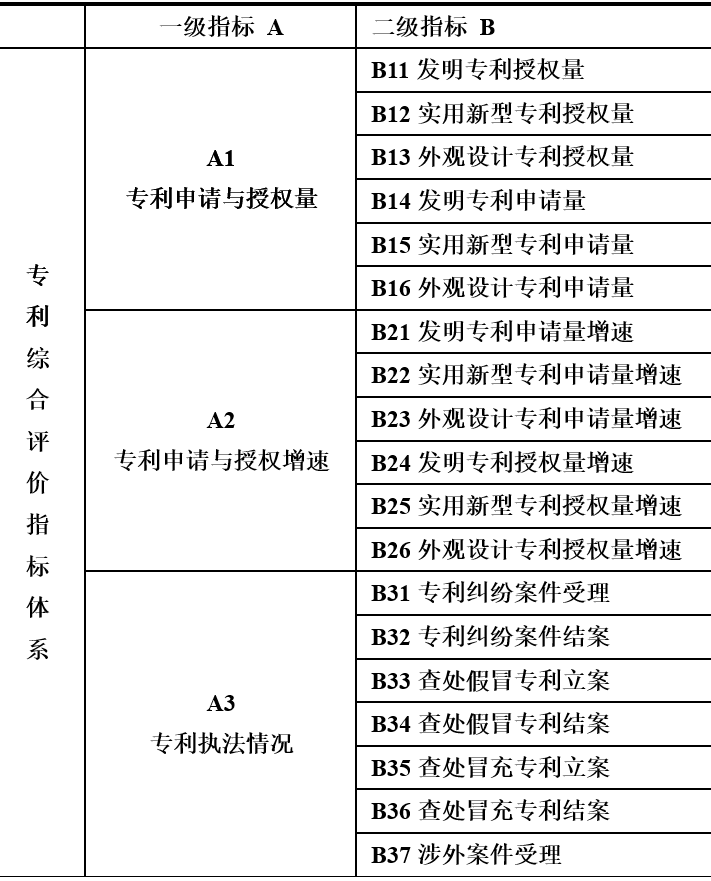 一级指标 A
二级指标 B
专
利
综
合
评
价
指
标
体
系
A1
专利申请与授权量
B11 发明专利授权量
B12 实用新型专利授权量
B13 外观设计专利授权量
B14 发明专利申请量
B15 实用新型专利申请量
B16 外观设计专利申请量
A2
专利申请与授权增速
B21 发明专利申请量增速
B22 实用新型专利申请量增速
B23 外观设计专利申请量增速
B24 发明专利授权量增速
B25 实用新型专利授权量增速
B26 外观设计专利授权量增速
A3
专利执法情况
B31 专利纠纷案件受理
B32 专利纠纷案件结案
B33 查处假冒专利立案
B34 查处假冒专利结案
B35 查处冒充专利立案
B36 查处冒充专利结案
B37 涉外案件受理